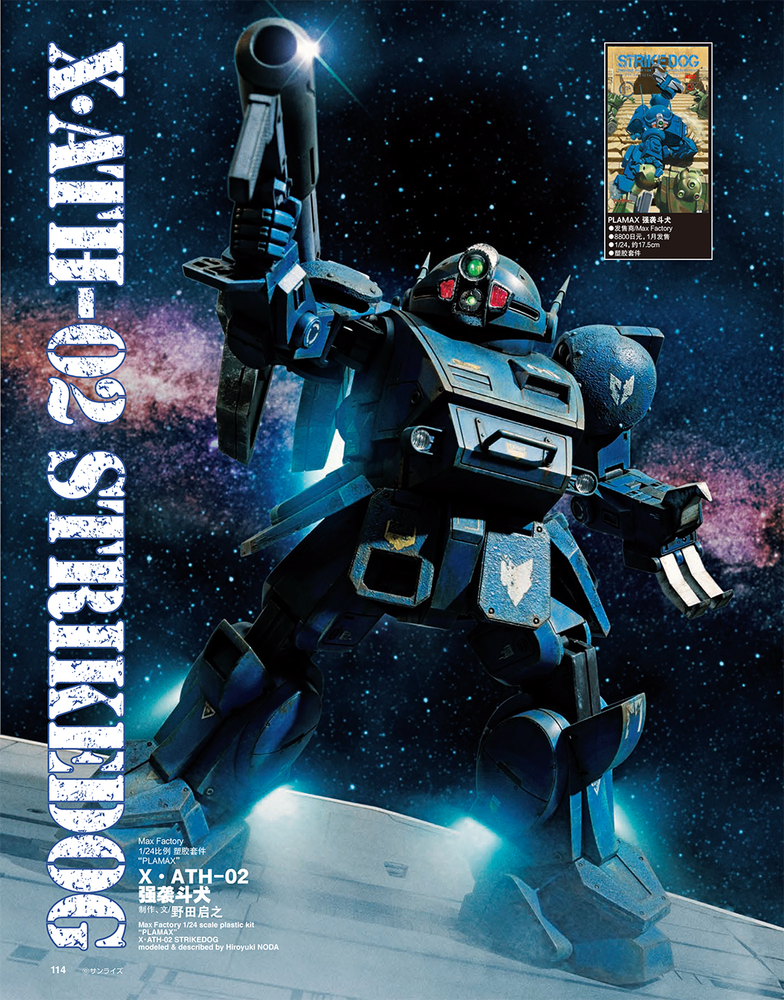 X·ATH-02 STRIKEDOG
STRIKE DOG
PLAMAX 强袭斗犬
●发售商/Max Factory
●8800日元，1月发售
●1/24，约17.5cm
●塑胶套件
Max Factory
1/24比例 塑胶套件
“PLAMAX”
X・ATH-02
强袭斗犬
制作、文/野田启之
Max Factory 1/24 scale plastic kit
“PLAMAX”
X·ATH-02 STRIKEDOG
modeled & described by Hiroyuki NODA
114 ©サンライズ